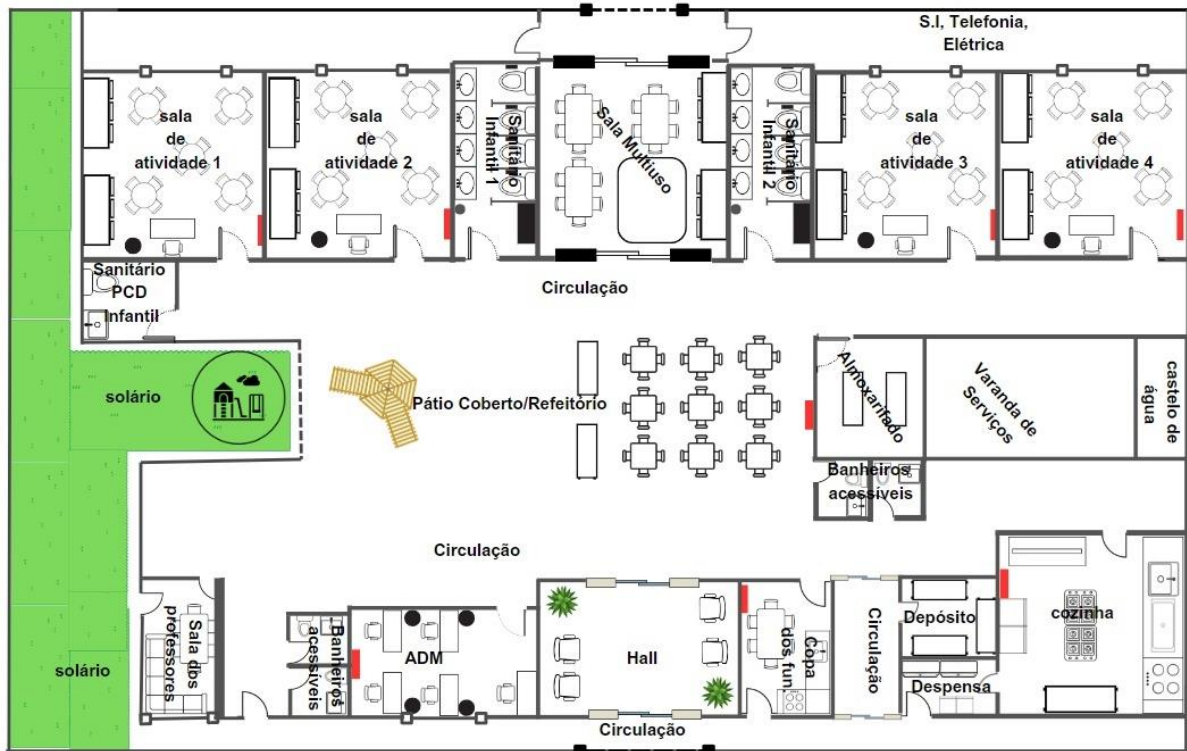 S.I, Telefonia,
Elétrica
sala
de
atividade 1
sala
de
atividade 2
Sanitário
Infantil 1
Sala Multiuso
Sanitário
Infantil 2
sala
de
atividade 3
sala
de
atividade 4
Sanitário
PCD
Infantil
Circulação
solário
Pátio Coberto/Refeitório
Almoxarifado
Varanda de
Serviços
castelo de
água
Banheiros
acessíveis
Circulação
solário
Sala dos
professores
Banheiros
acessíveis
ADM
Hall
Copa
dos fun.
Circulação
Depósito
Despensa
cozinha
Circulação